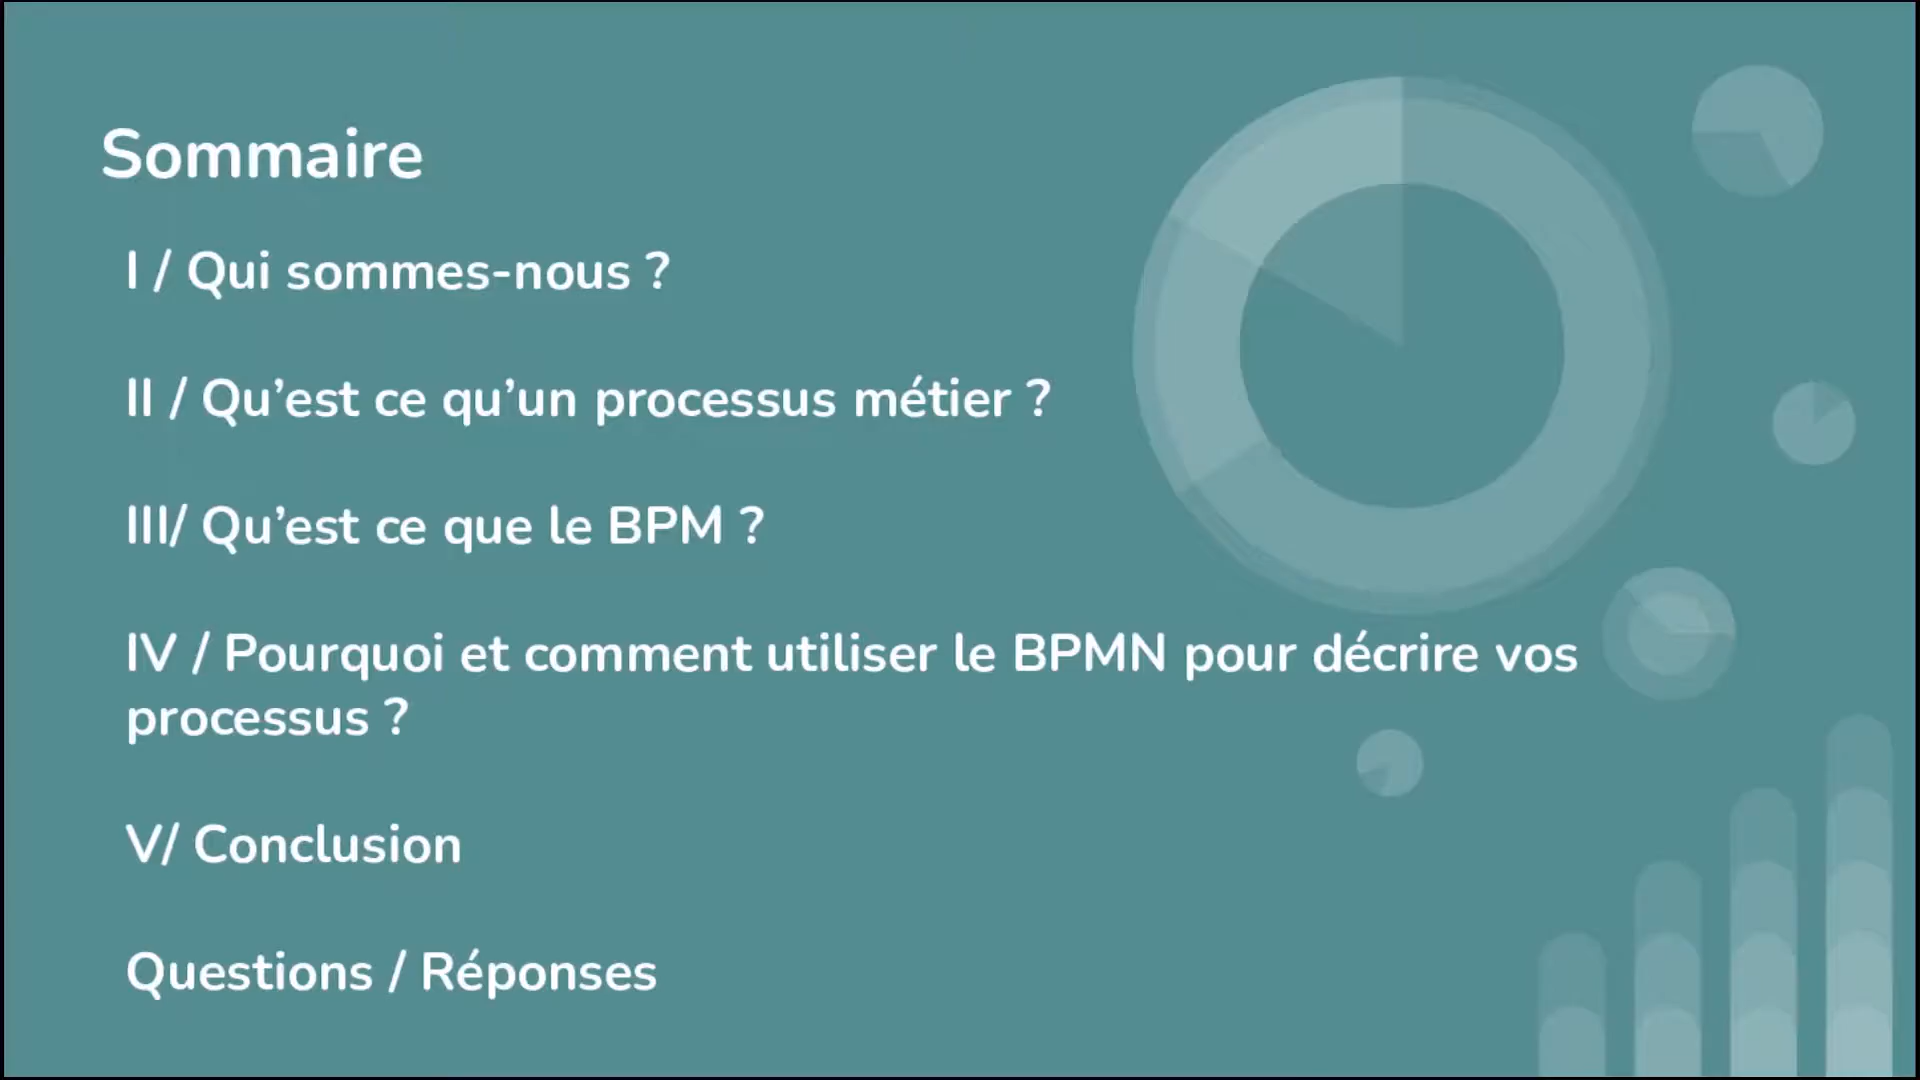 Sommaire
I / Qui sommes-nous ?
II / Qu’est ce qu’un processus métier ?
III/ Qu’est ce que le BPM ?
IV / Pourquoi et comment utiliser le BPMN pour décrire vos
processus ?
V/ Conclusion
Questions / Réponses